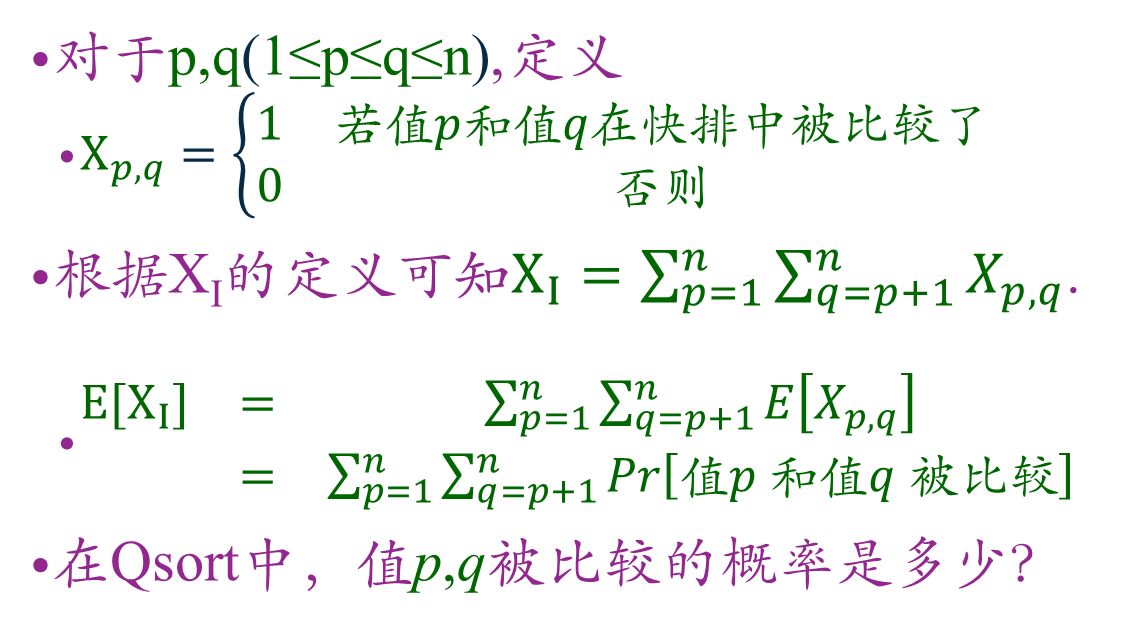 •对于p,q(1≤p≤q≤n),定义
•X_{p,q} = { 1 若值p和值q在快排中被比较了
0 否则
•根据X_I的定义可知X_I = ∑_{p=1}^{n} ∑_{q=p+1}^{n} X_{p,q}.
•E[X_I] = ∑_{p=1}^{n} ∑_{q=p+1}^{n} E[X_{p,q}]
= ∑_{p=1}^{n} ∑_{q=p+1}^{n} Pr[值p 和值q 被比较]
•在Qsort中，值p,q被比较的概率是多少?